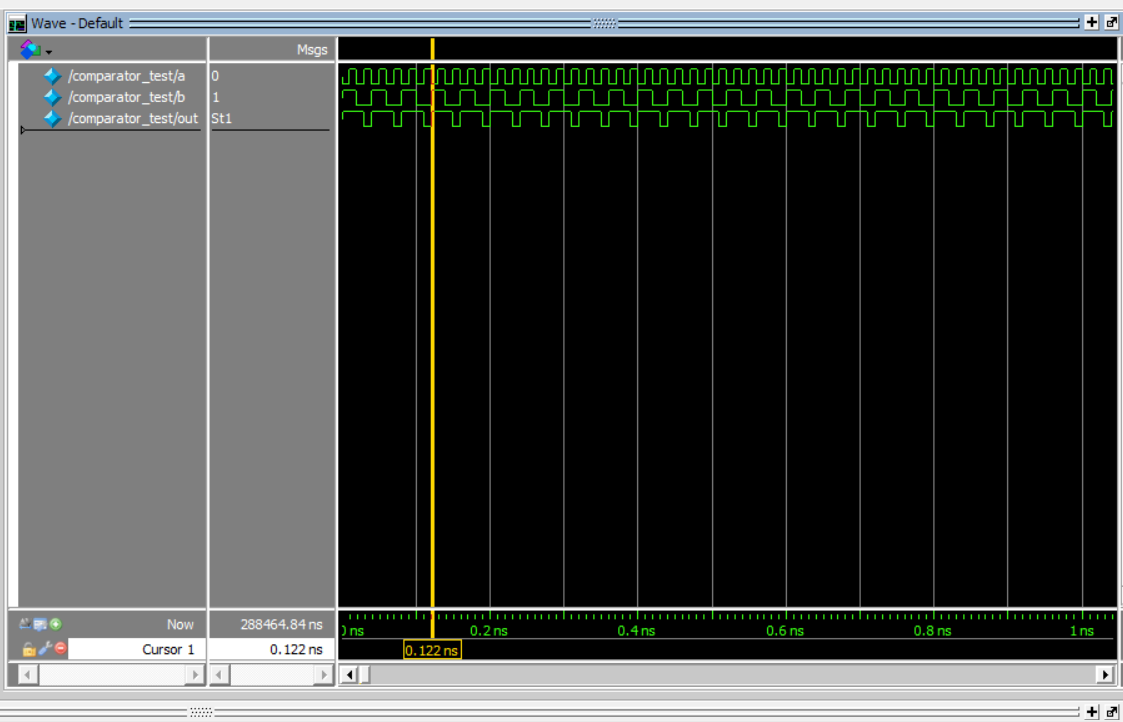 Wave - Default
Msgs
/comparator_test/a 0
/comparator_test/b 1
/comparator_test/out St1
Now 288464.84 ns
)ns 0.2 ns 0.4 ns 0.6 ns 0.8 ns 1 ns
Cursor 1 0.122 ns 0.122 ns